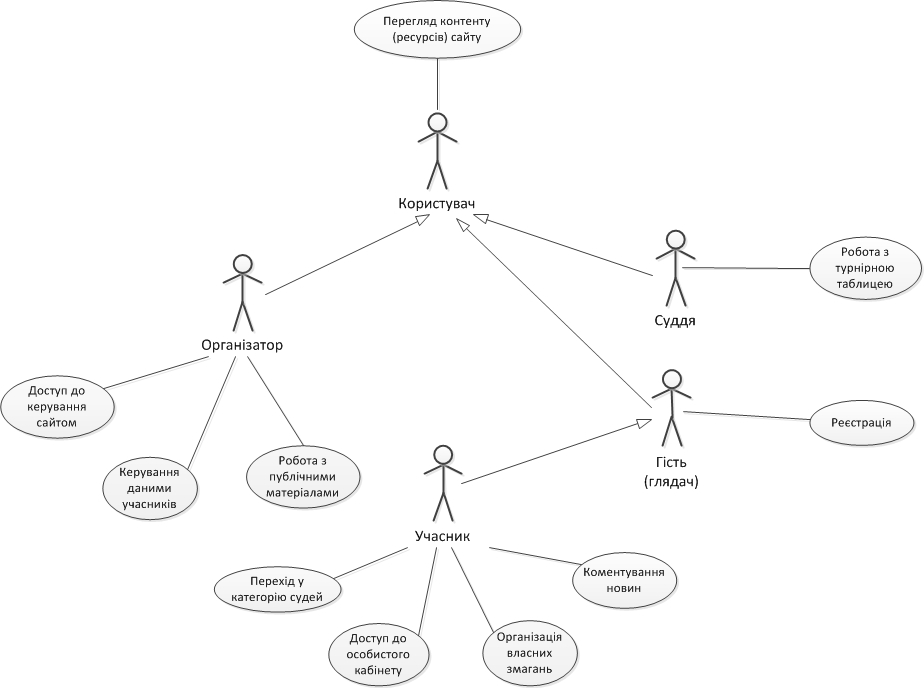 Перегляд контенту
(ресурсів) сайту
Користувач
Організатор
Суддя
Робота з
турнірною
таблицею
Доступ до
керування
сайтом
Керування
даними
учасників
Робота з
публічними
матеріалами
Гість
(глядач)
Реєстрація
Учасник
Перехід у
категорію судей
Доступ до
особистого
кабінету
Організація
власних
змагань
Коментування
новин